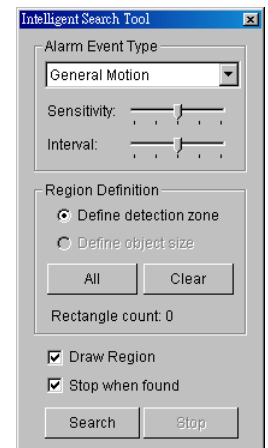 Intelligent Search Tool
Alarm Event Type
General Motion
Sensitivity:
Interval:
Region Definition
Define detection zone
Define object size
All Clear
Rectangle count: 0
Draw Region
Stop when found
Search Stop